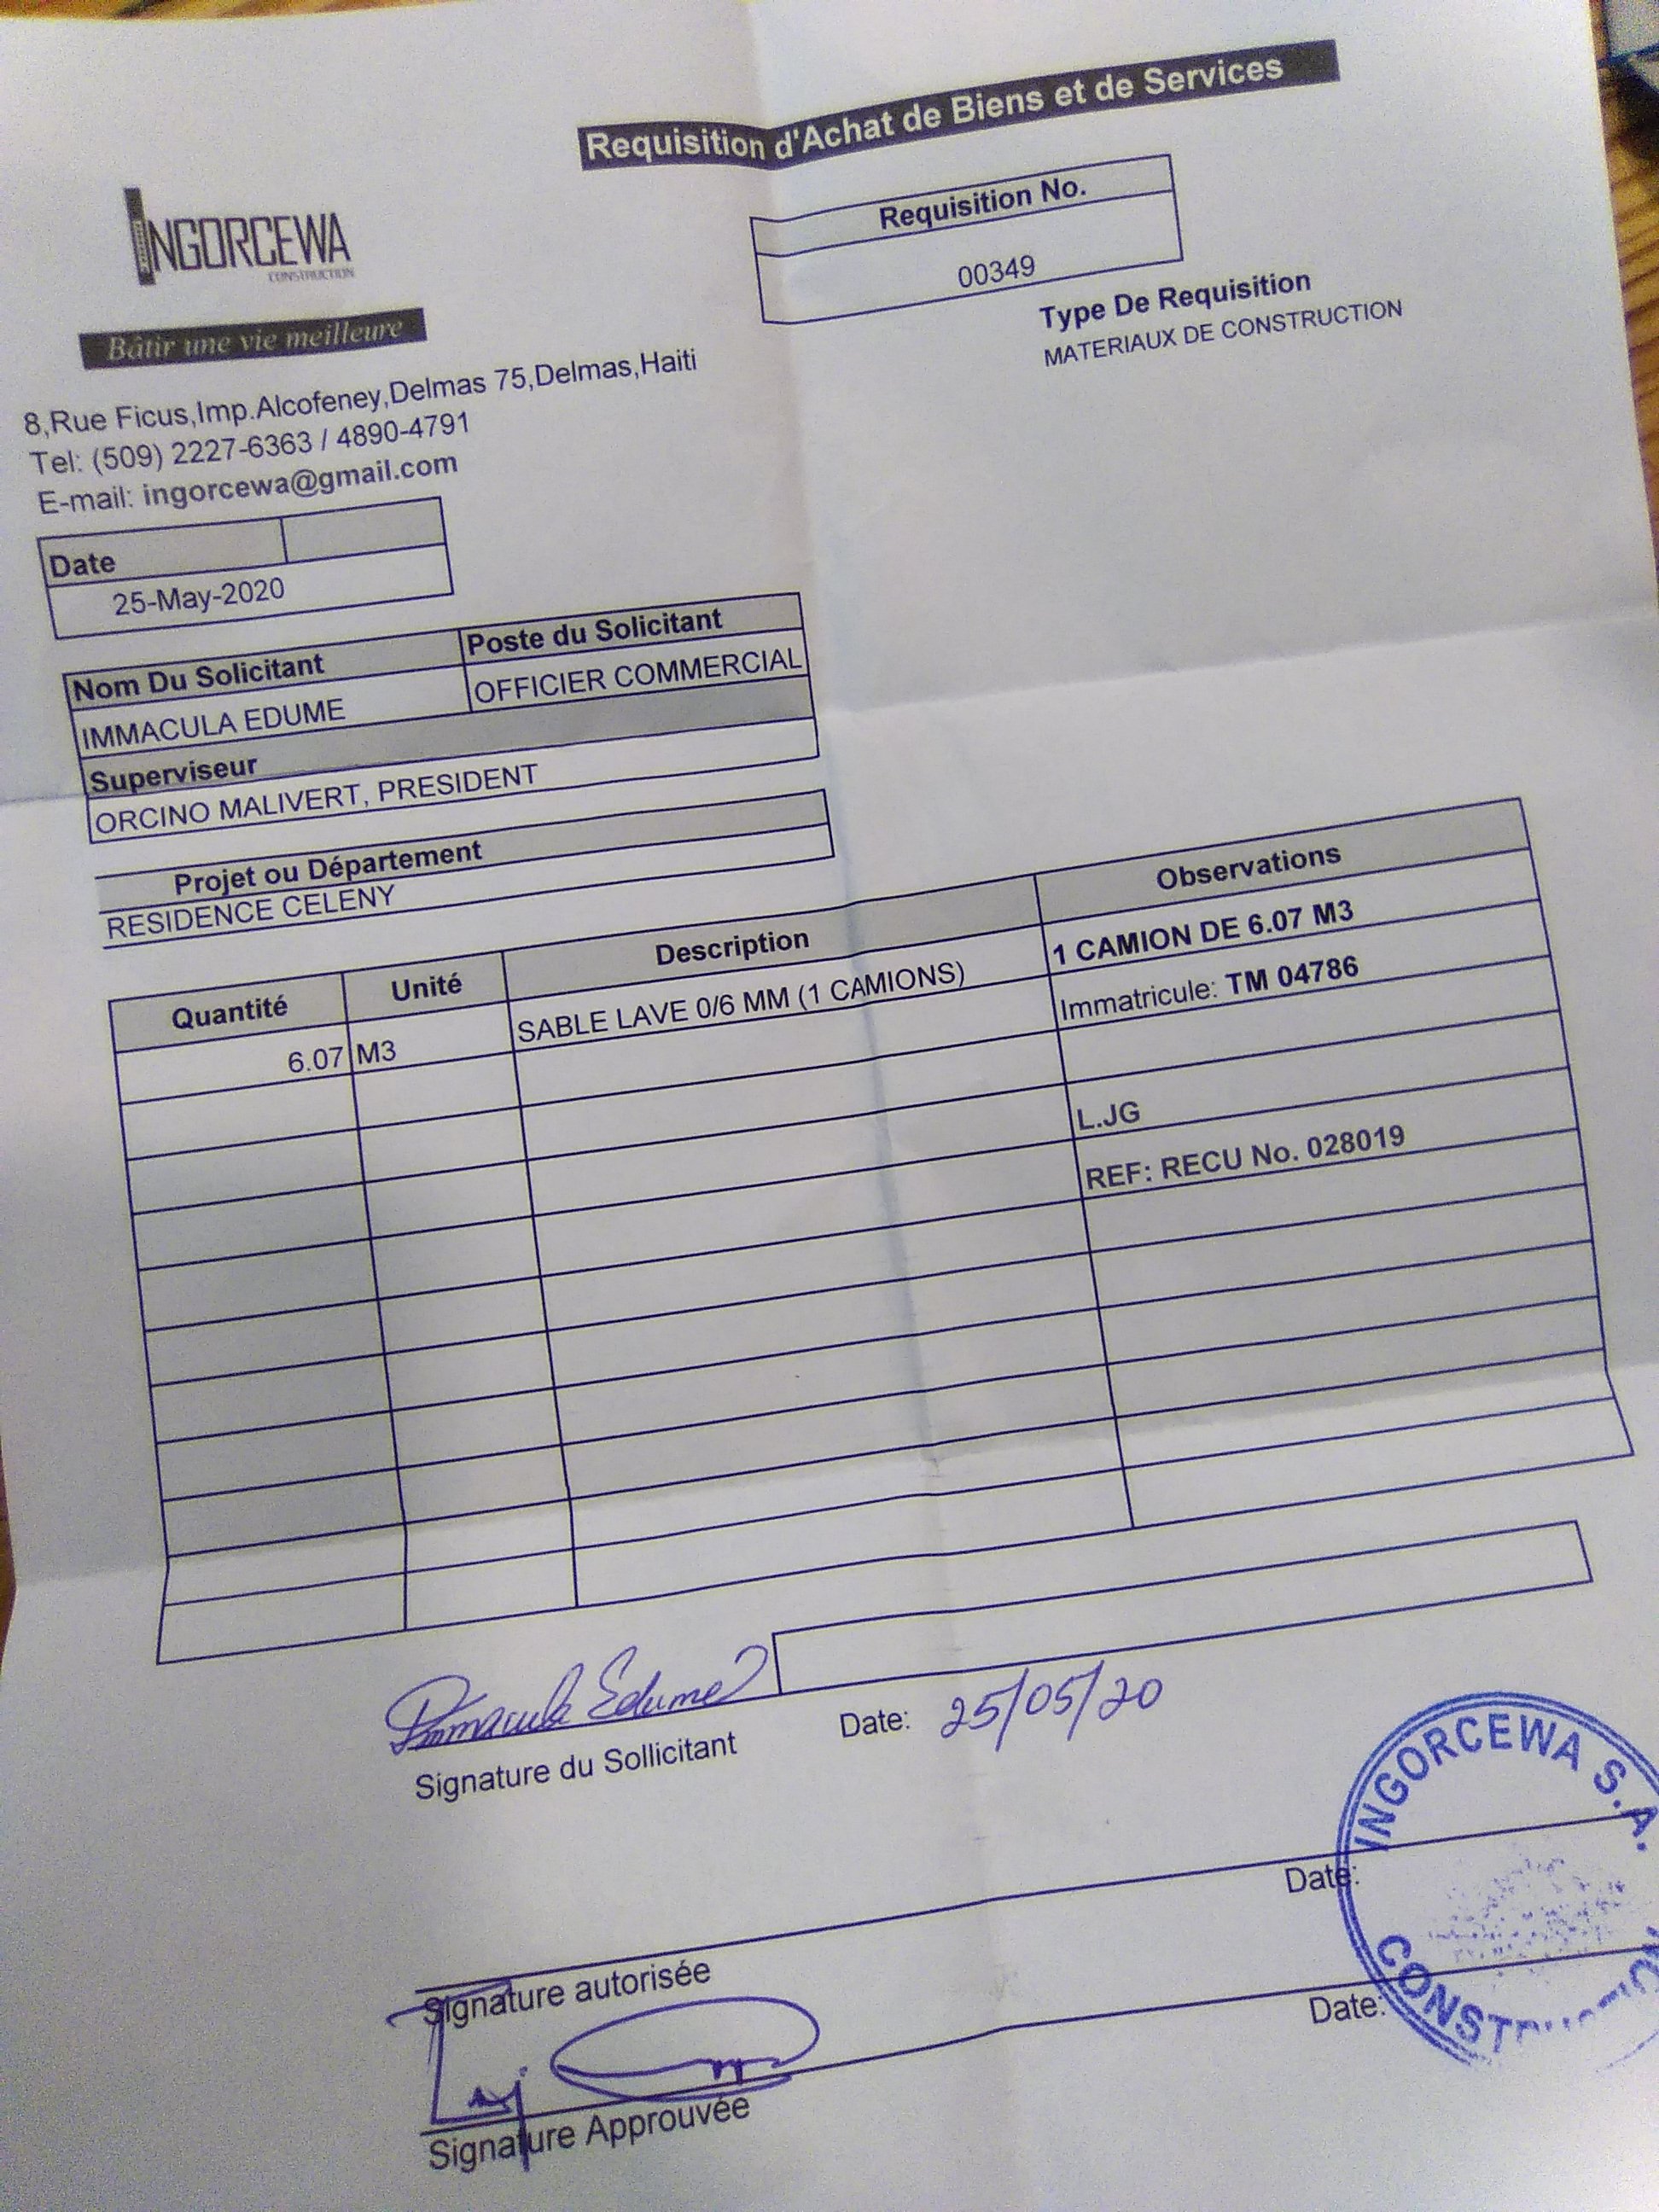 Requisition d'Achat de Biens et de Services
INGORCEWA
CONSTRUCTION
Bâtir une vie meilleure
Requisition No.
00349
Type De Requisition
MATERIAUX DE CONSTRUCTION
8,Rue Ficus,Imp.Alcofeney,Delmas 75,Delmas,Haiti
Tel: (509) 2227-6363 / 4890-4791
E-mail: ingorcewa@gmail.com
Date
25-May-2020
Nom Du Solicitant Poste du Solicitant
IMMACULA EDUME OFFICIER COMMERCIAL
Superviseur
ORCINO MALIVERT, PRESIDENT
Projet ou Département
RESIDENCE CELENY
Quantité Unité Description Observations
6.07 M3 SABLE LAVE 0/6 MM (1 CAMIONS) 1 CAMION DE 6.07 M3
Immatricule: TM 04786
L.JG
REF: RECU No. 028019
Immacula Edume
Signature du Sollicitant Date: 25/05/20
Signature autorisée Date:
Signature Approuvée Date:
INGORCEWA S.A.